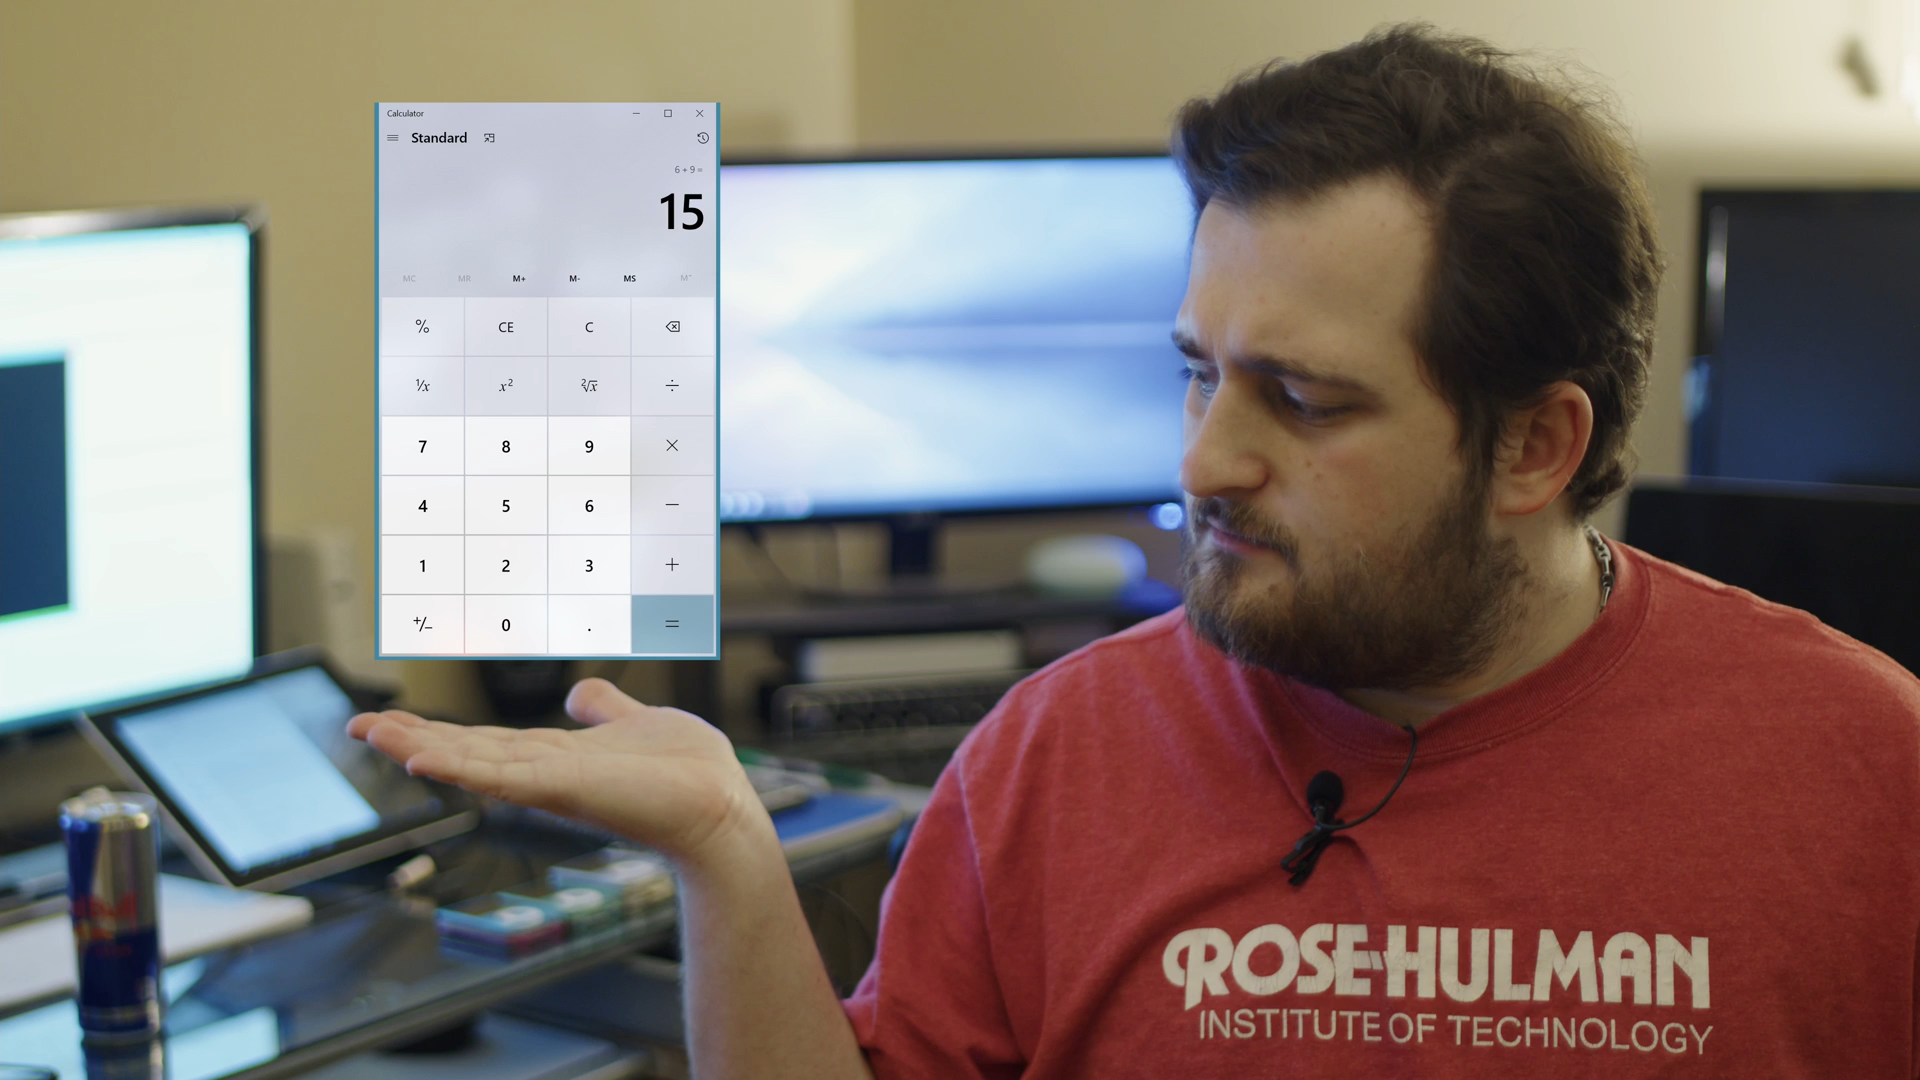 Calculator
Standard
6 + 9 =
15
MC MR M+ M- MS M˅
% CE C
1/x x² ²√x ÷
7 8 9 ×
4 5 6 −
1 2 3 +
+/− 0 . =
ROSE-HULMAN
INSTITUTE OF TECHNOLOGY